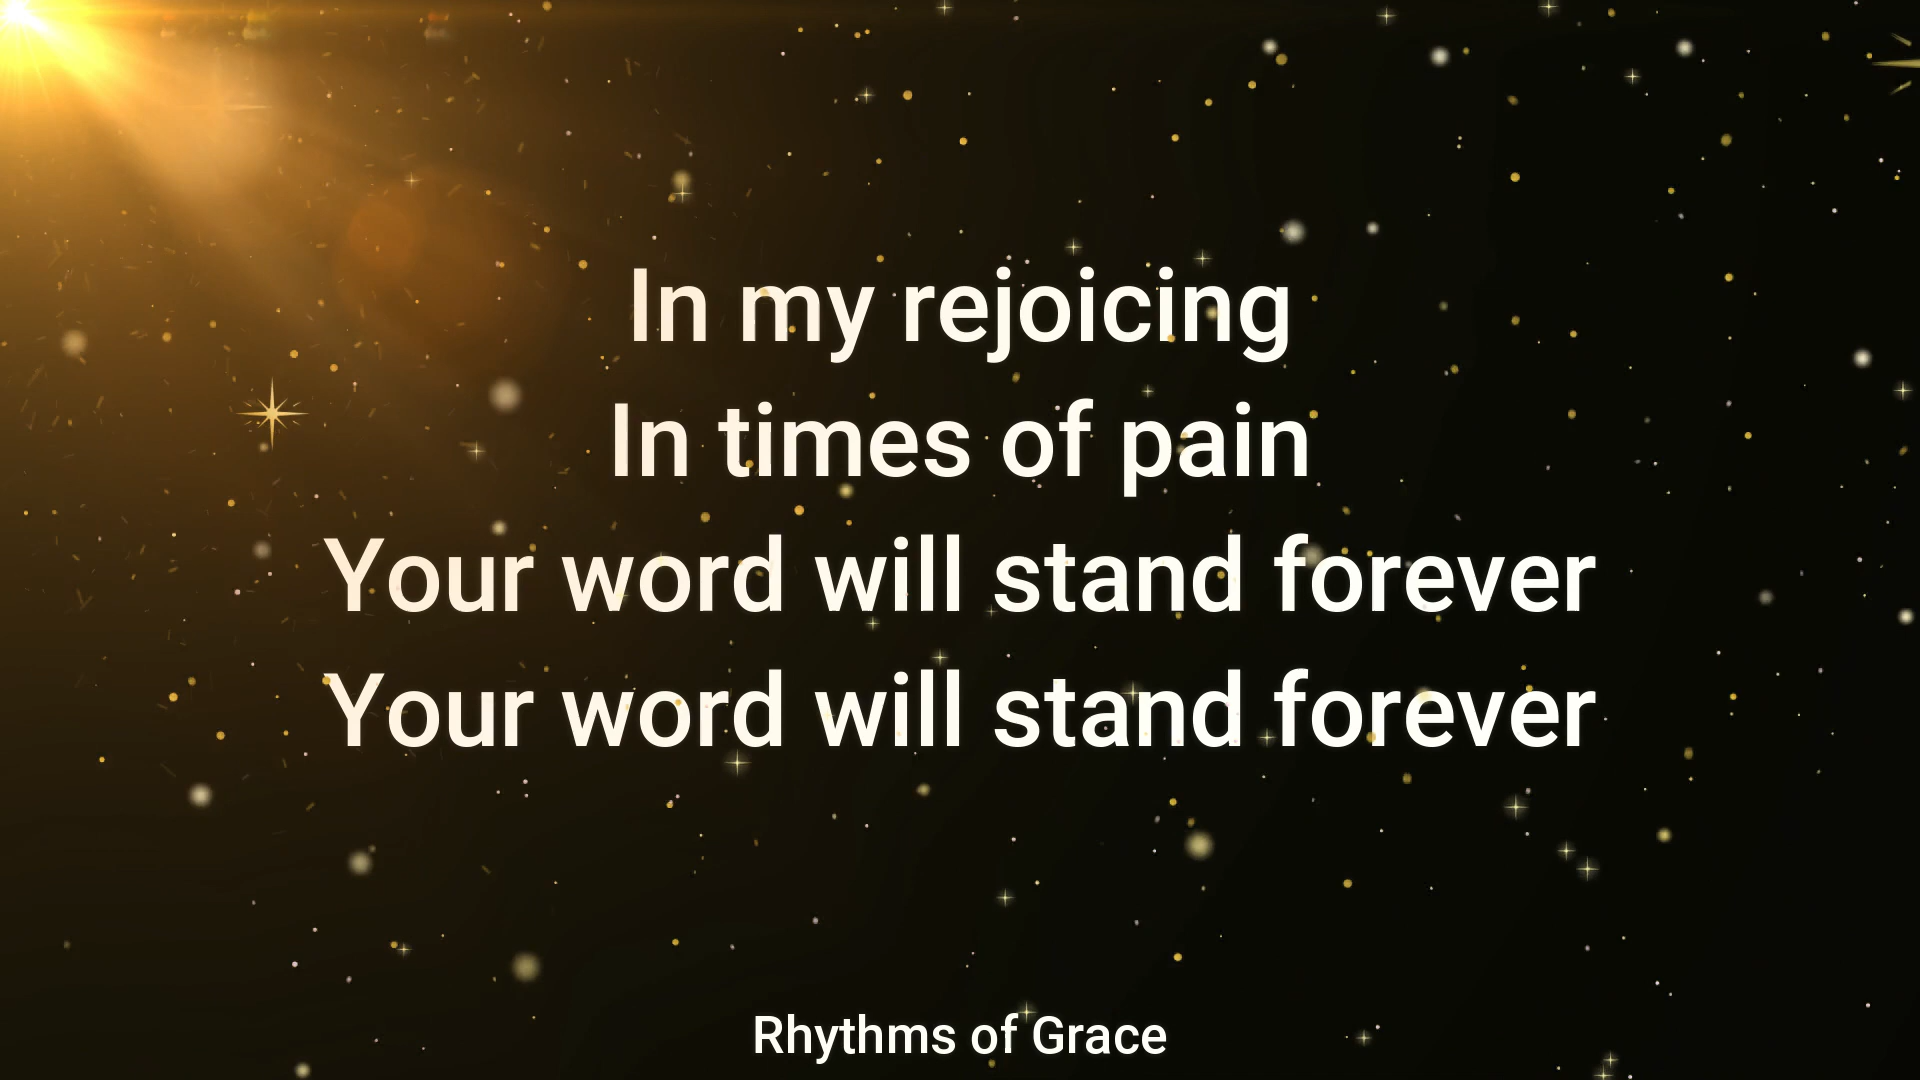 In my rejoicing
In times of pain
Your word will stand forever
Your word will stand forever
Rhythms of Grace